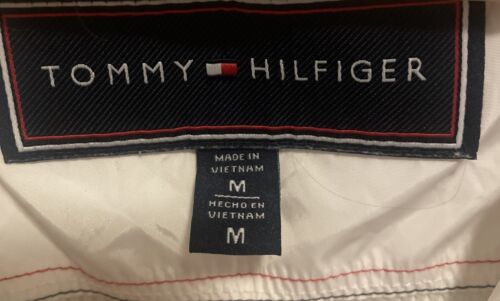 TOMMY HILFIGER
MADE IN
VIETNAM
M
HECHO EN
VIETNAM
M